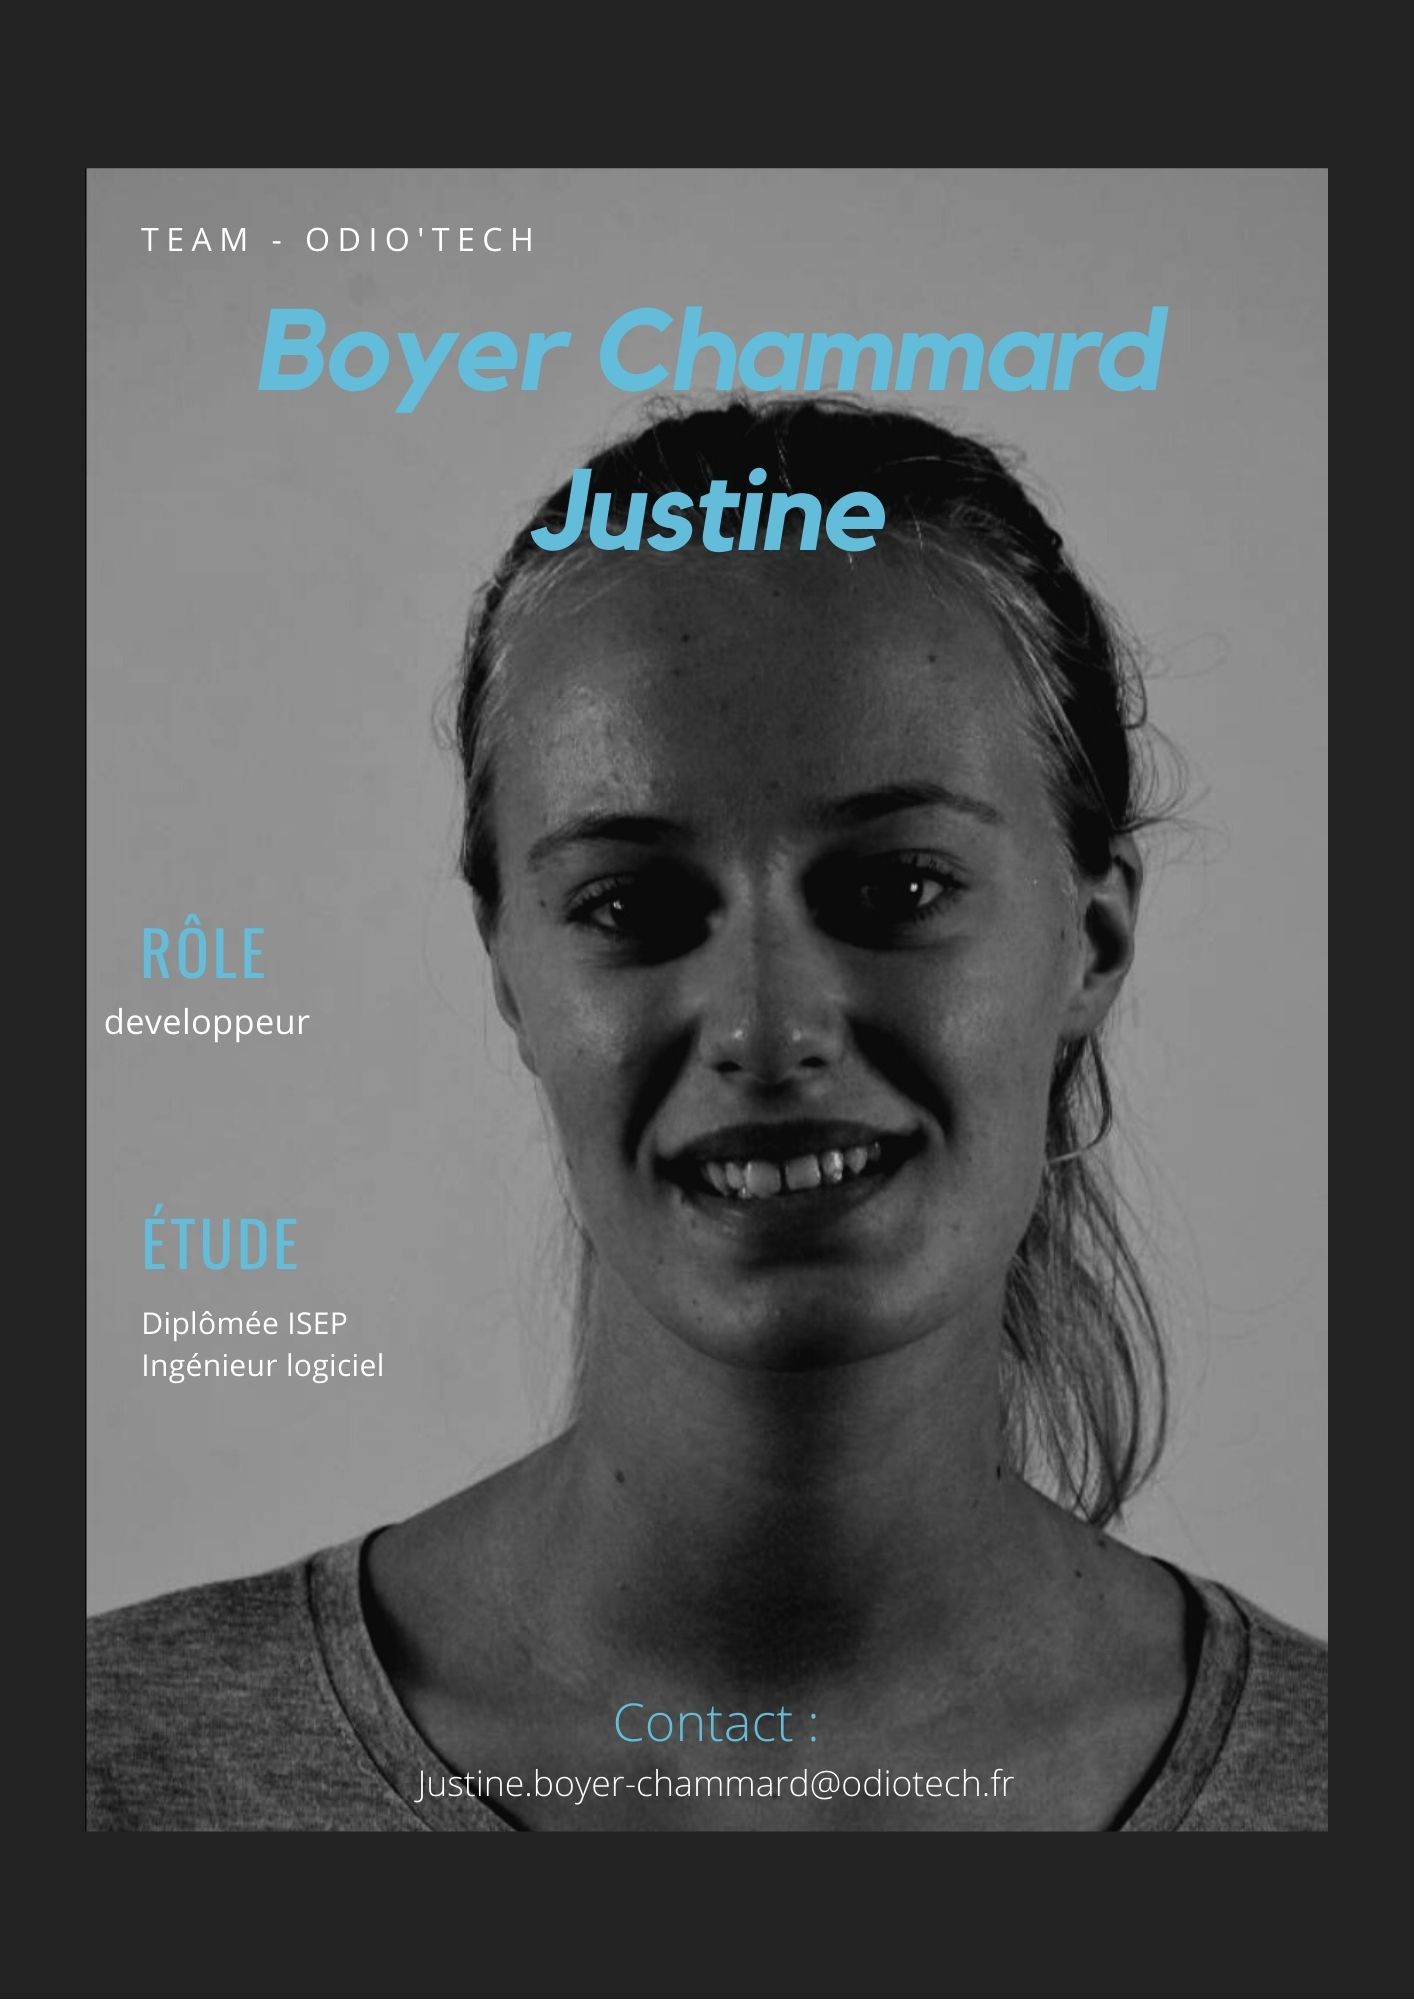 TEAM - ODIO'TECH
Boyer Chammard
Justine
RÔLE
developpeur
ÉTUDE
Diplômée ISEP
Ingénieur logiciel
Contact :
Justine.boyer-chammard@odiotech.fr